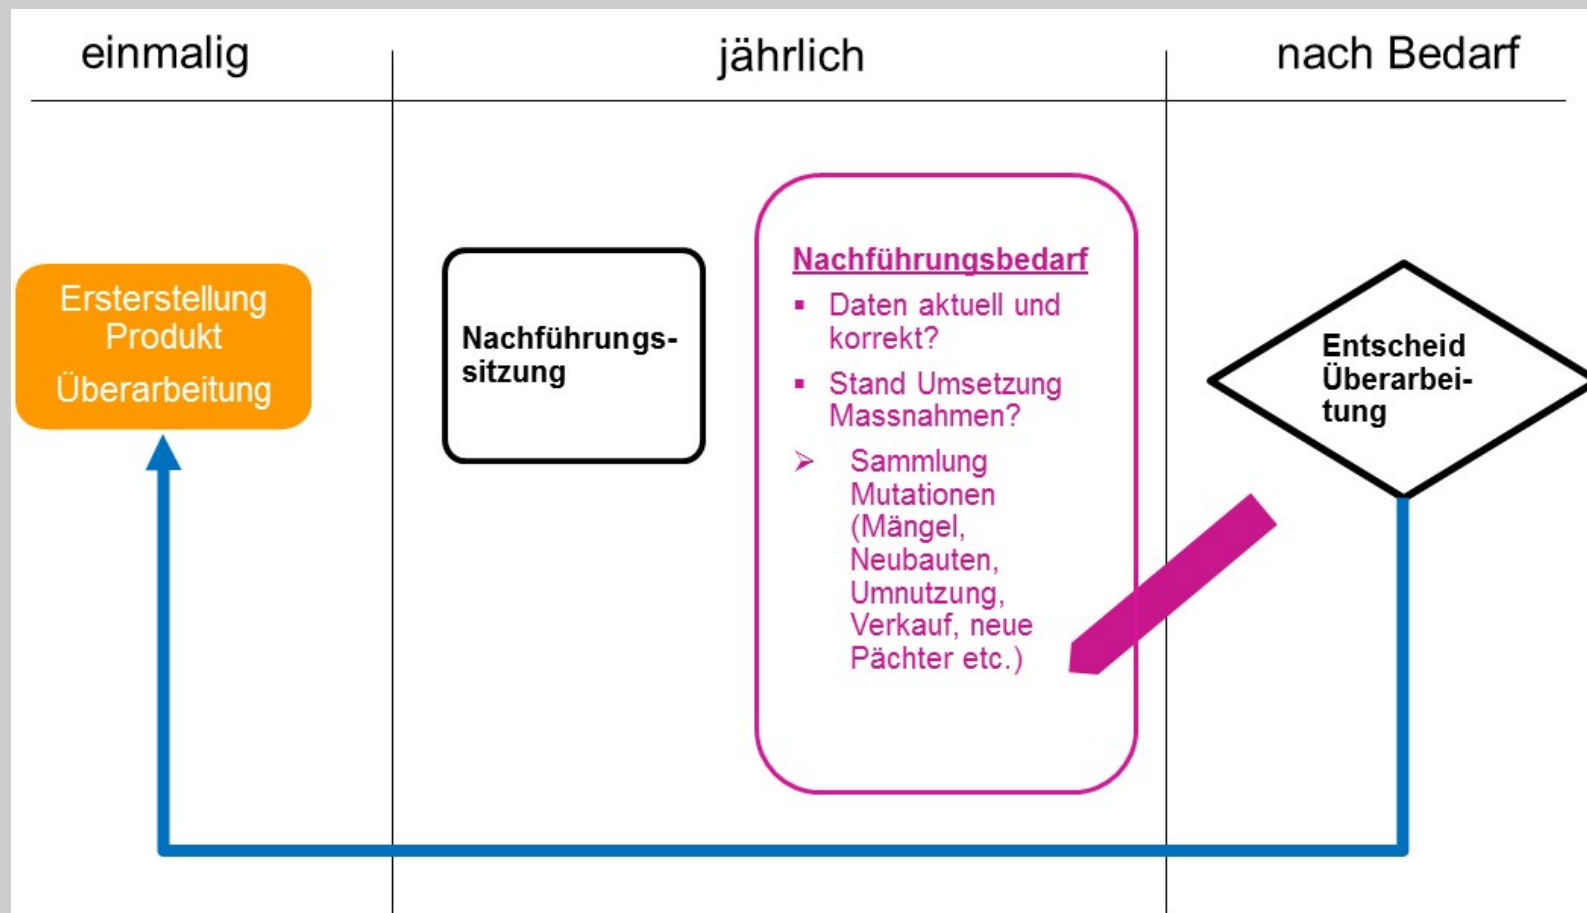 einmalig
jährlich
nach Bedarf
Ersterstellung
Produkt
Überarbeitung
Nachführungs-
sitzung
Nachführungsbedarf
▪ Daten aktuell und
korrekt?
▪ Stand Umsetzung
Massnahmen?
➢ Sammlung
Mutationen
(Mängel,
Neubauten,
Umnutzung,
Verkauf, neue
Pächter etc.)
Entscheid
Überarbei-
tung